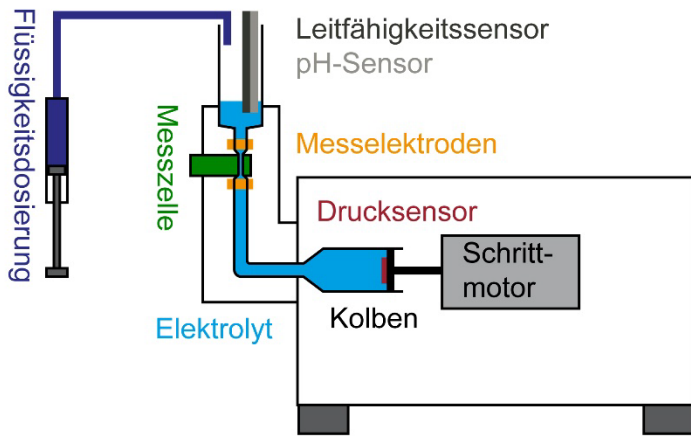 Flüssigkeitsdosierung
Leitfähigkeitssensor
pH-Sensor
Messzelle
Messelektroden
Drucksensor
Schritt-
motor
Kolben
Elektrolyt